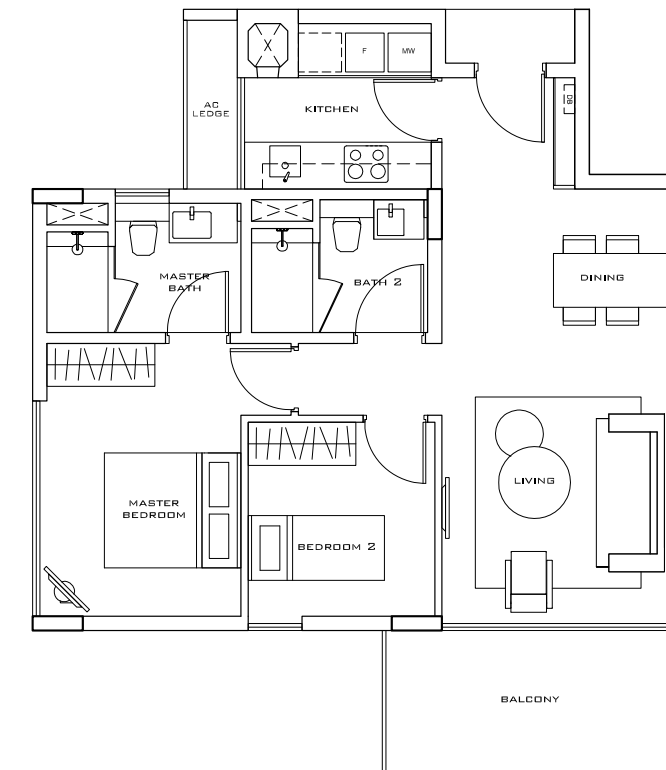 F
MW
AC
LEDGE
KITCHEN
DB
MASTER
BATH
BATH 2
DINING
MASTER
BEDROOM
LIVING
BEDROOM 2
BALCONY